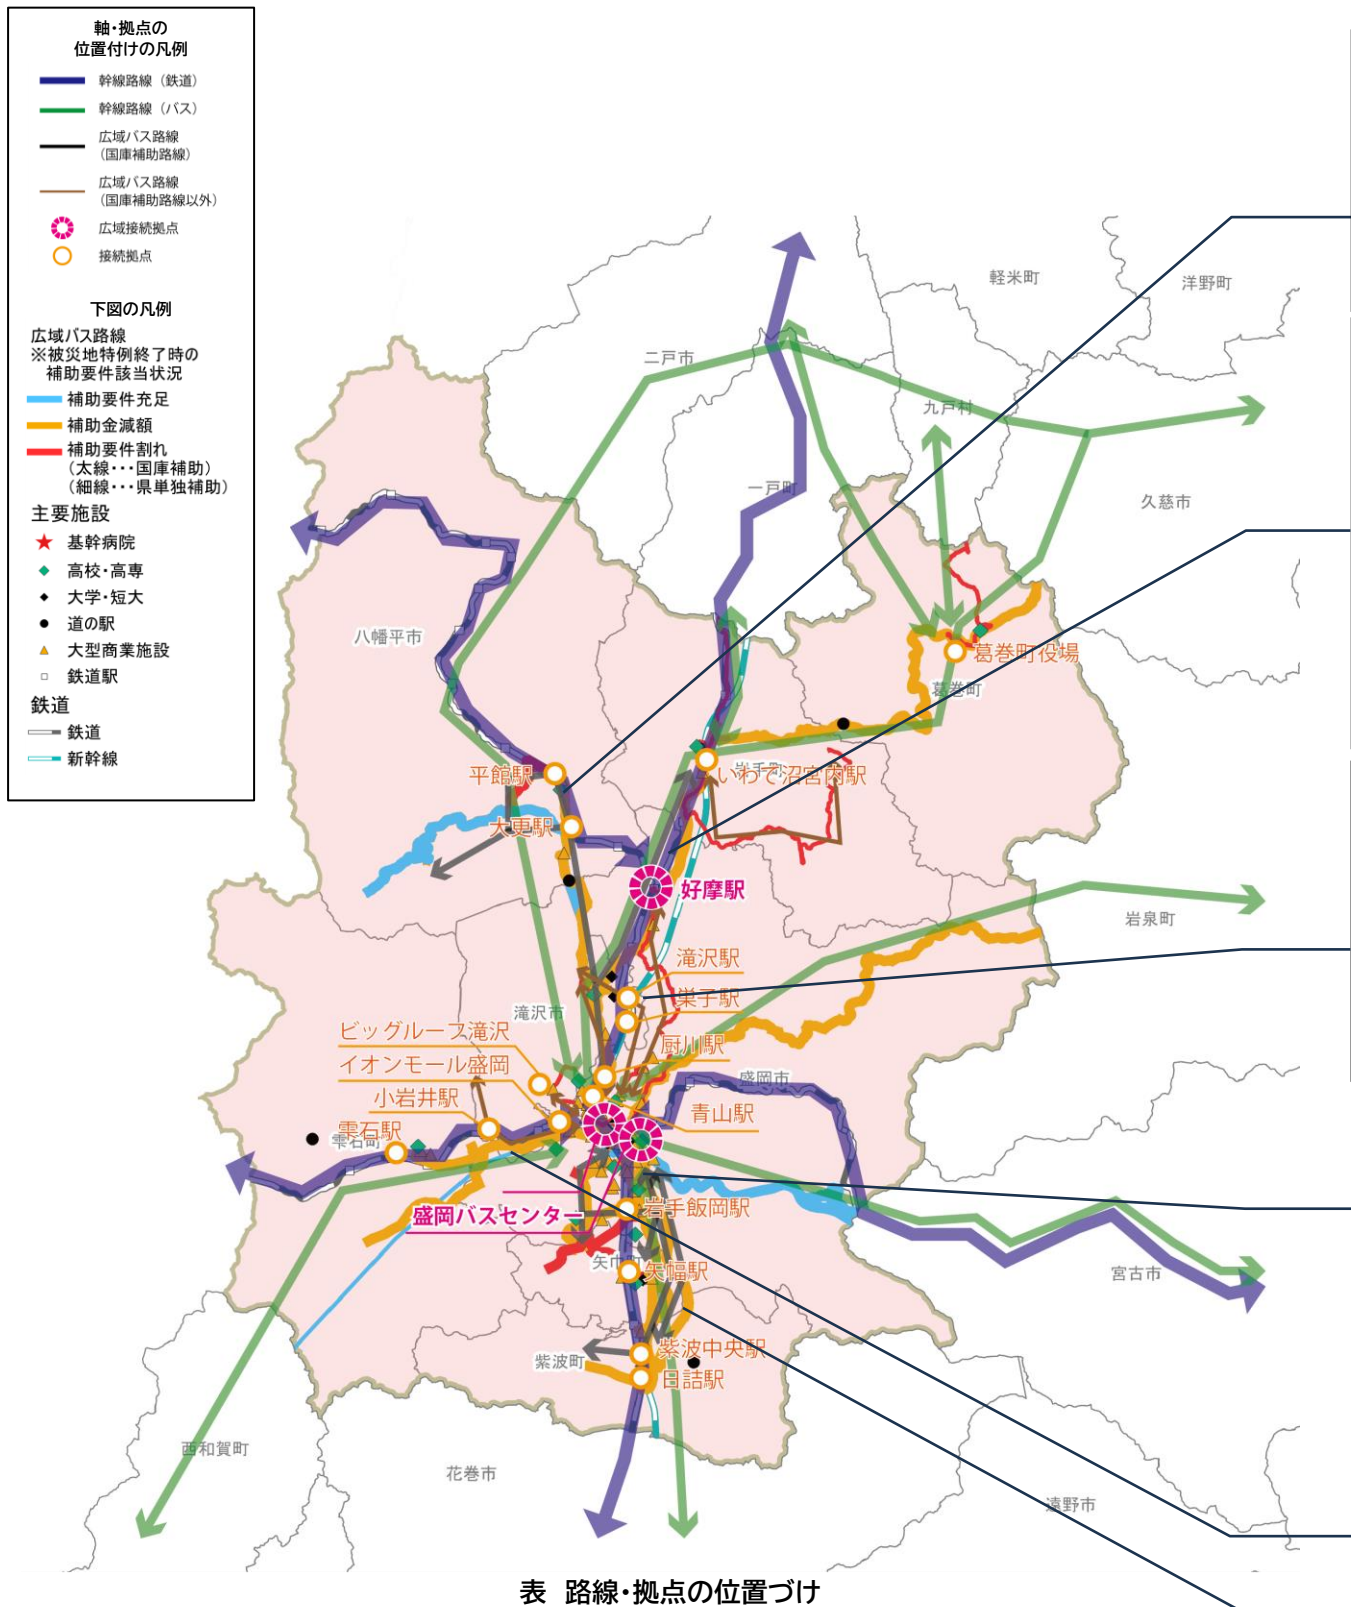 軸・拠点の
位置付けの凡例
幹線路線（鉄道）
幹線路線（バス）
広域バス路線
（国庫補助路線）
広域バス路線
（国庫補助路線以外）
広域接続拠点
接続拠点
下図の凡例
広域バス路線
※被災地特例終了時の
補助要件該当状況
補助要件充足
補助金減額
補助要件割れ
（太線・・・国庫補助）
（細線・・・県単独補助）
主要施設
基幹病院
高校・高専
大学・短大
道の駅
大型商業施設
鉄道駅
鉄道
鉄道
新幹線
軽米町
洋野町
二戸市
九戸村
一戸町
久慈市
八幡平市
葛巻町役場
葛巻町
平舘駅
岩手町
いわて沼宮内駅
大更駅
好摩駅
岩泉町
滝沢駅
巣子駅
滝沢市
ビッグルーフ滝沢
厨川駅
イオンモール盛岡
盛岡市
小岩井駅
青山駅
雫石駅
雫石町
岩手飯岡駅
盛岡バスセンター
矢巾町
矢幅駅
宮古市
紫波中央駅
紫波町
日詰駅
西和賀町
花巻市
遠野市
表 路線・拠点の位置づけ